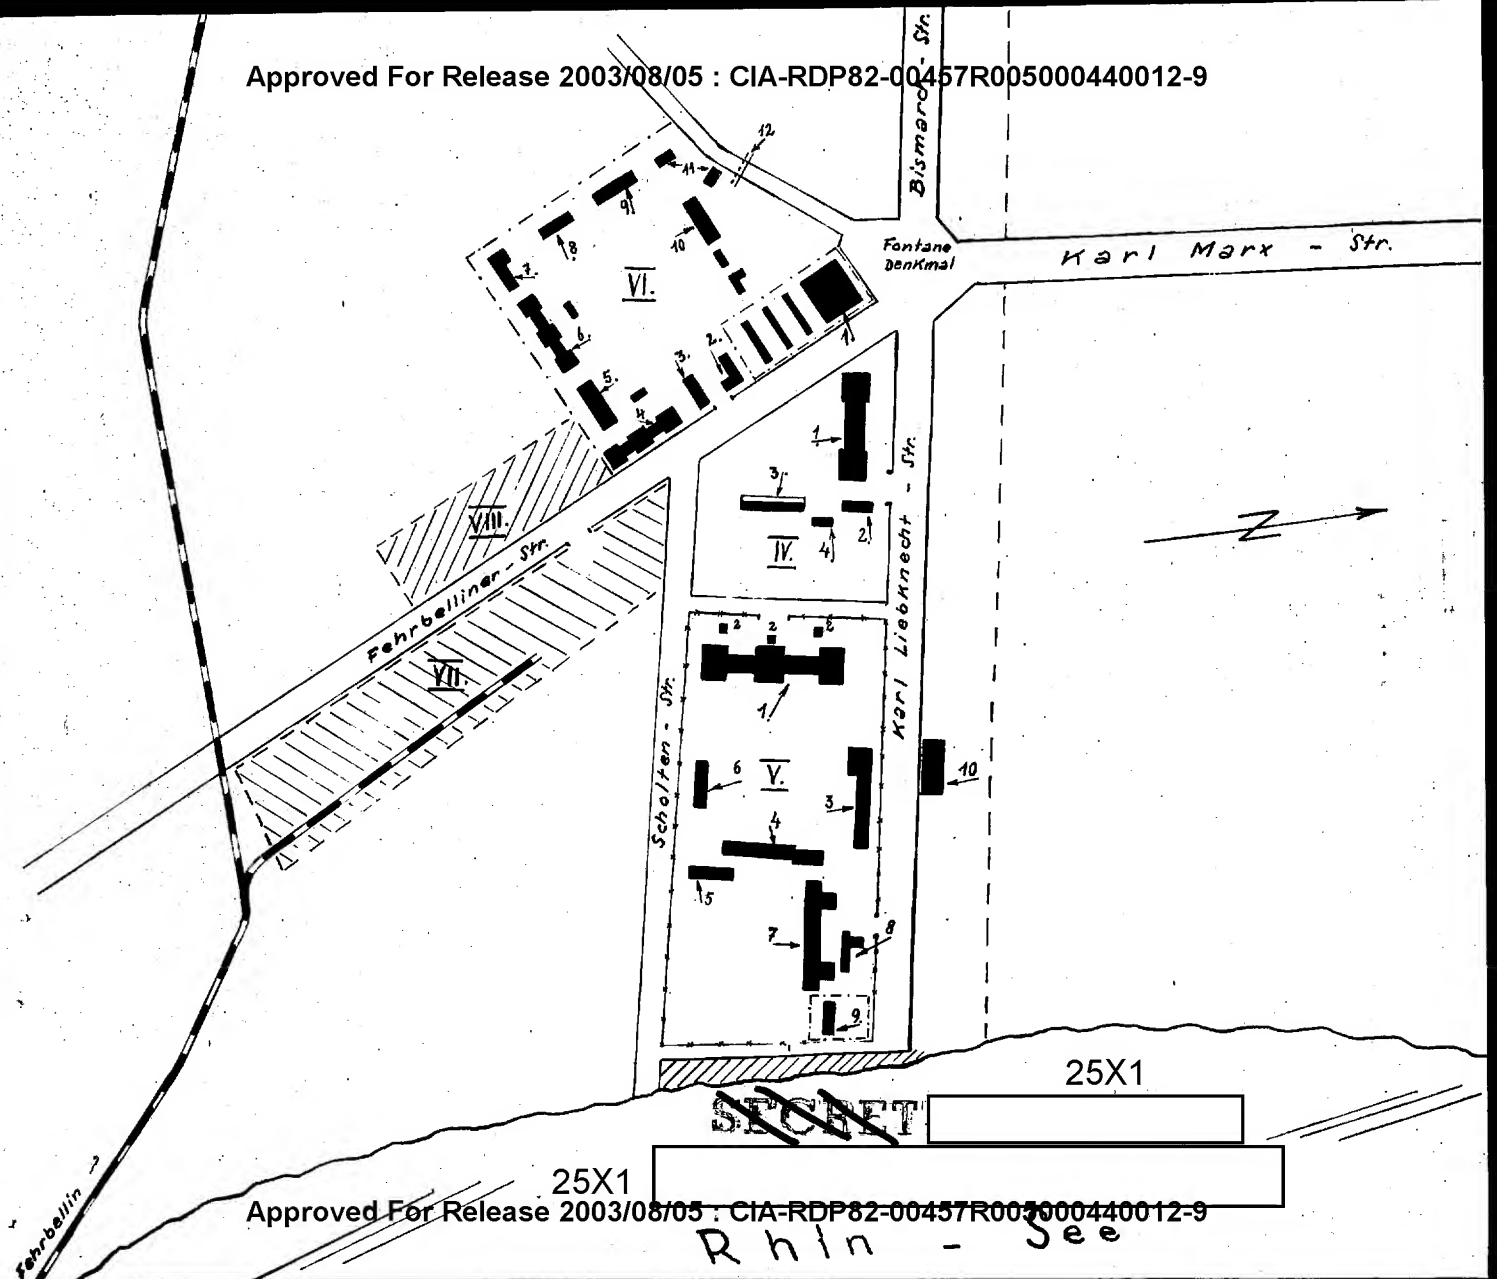 Approved For Release 2003/08/05 : CIA-RDP82-00457R005000440012-9
Bismarck - Str.
12
11
9
8
10
7.
VI.
6.
5.
4
3.
2.
1
Fontane
Denkmal
Karl Marx - Str.
VIII.
Fehrbelliner - Str.
VII.
1
3.
2
4
IV.
Karl Liebknecht - Str.
N
2
2
2
1.
Scholten - Str.
V.
6
3
10
4
5
7
8
9.
25X1
SECRET
25X1
Approved For Release 2003/08/05 : CIA-RDP82-00457R005000440012-9
Fehrbellin
Rhin - See